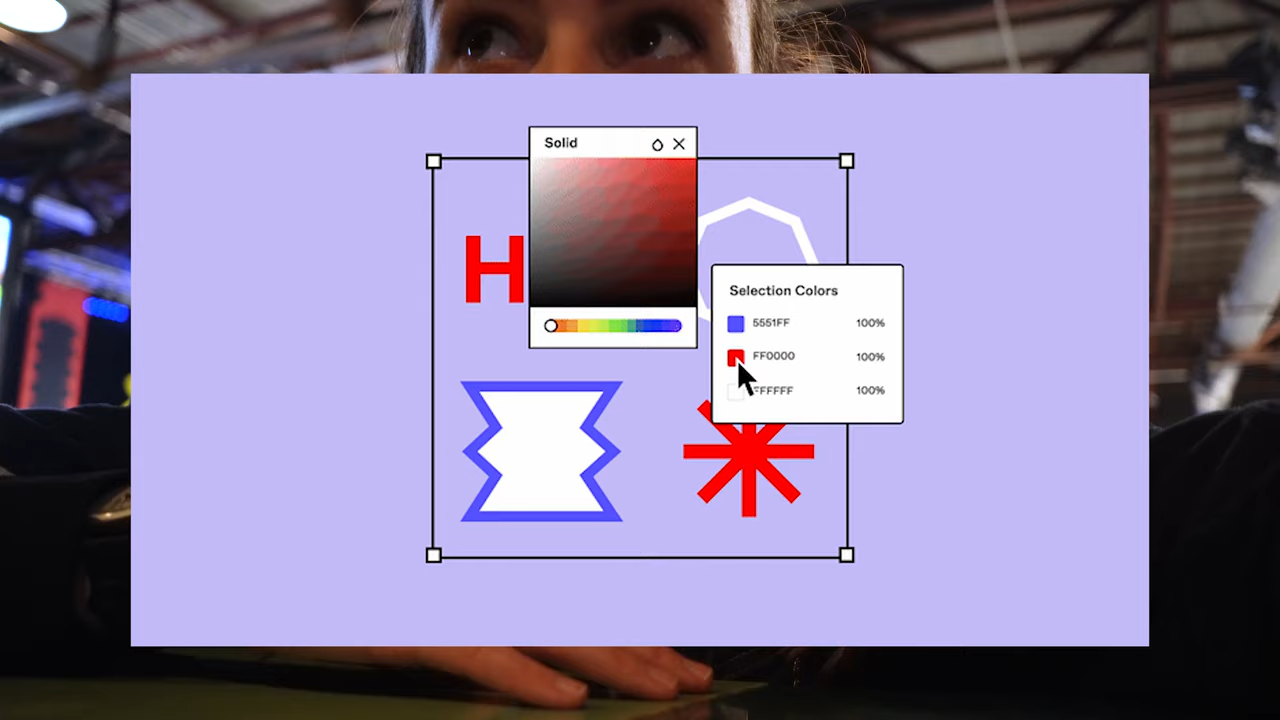 Solid
H
Selection Colors
5551FF 100%
FF0000 100%
FFFFFF 100%